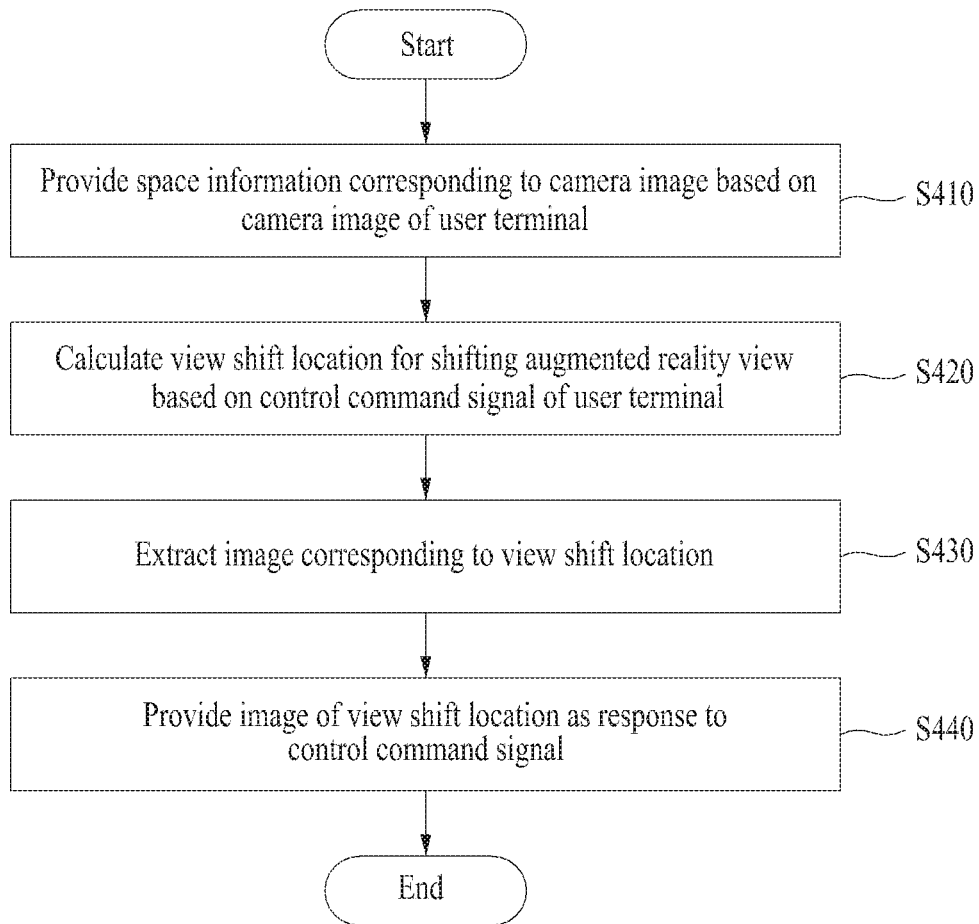 Start
Provide space information corresponding to camera image based on
camera image of user terminal
S410
Calculate view shift location for shifting augmented reality view
based on control command signal of user terminal
S420
Extract image corresponding to view shift location
S430
Provide image of view shift location as response to
control command signal
S440
End